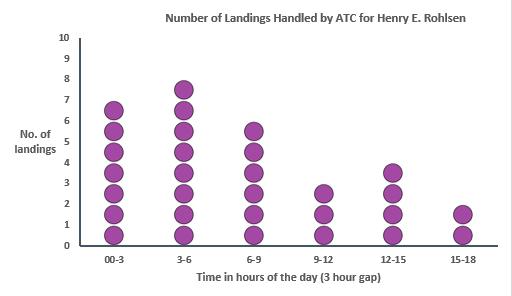 Number of Landings Handled by ATC for Henry E. Rohlsen
10
9
8
7
6
5
4
3
2
1
0
No. of
landings
00-3 3-6 6-9 9-12 12-15 15-18
Time in hours of the day (3 hour gap)